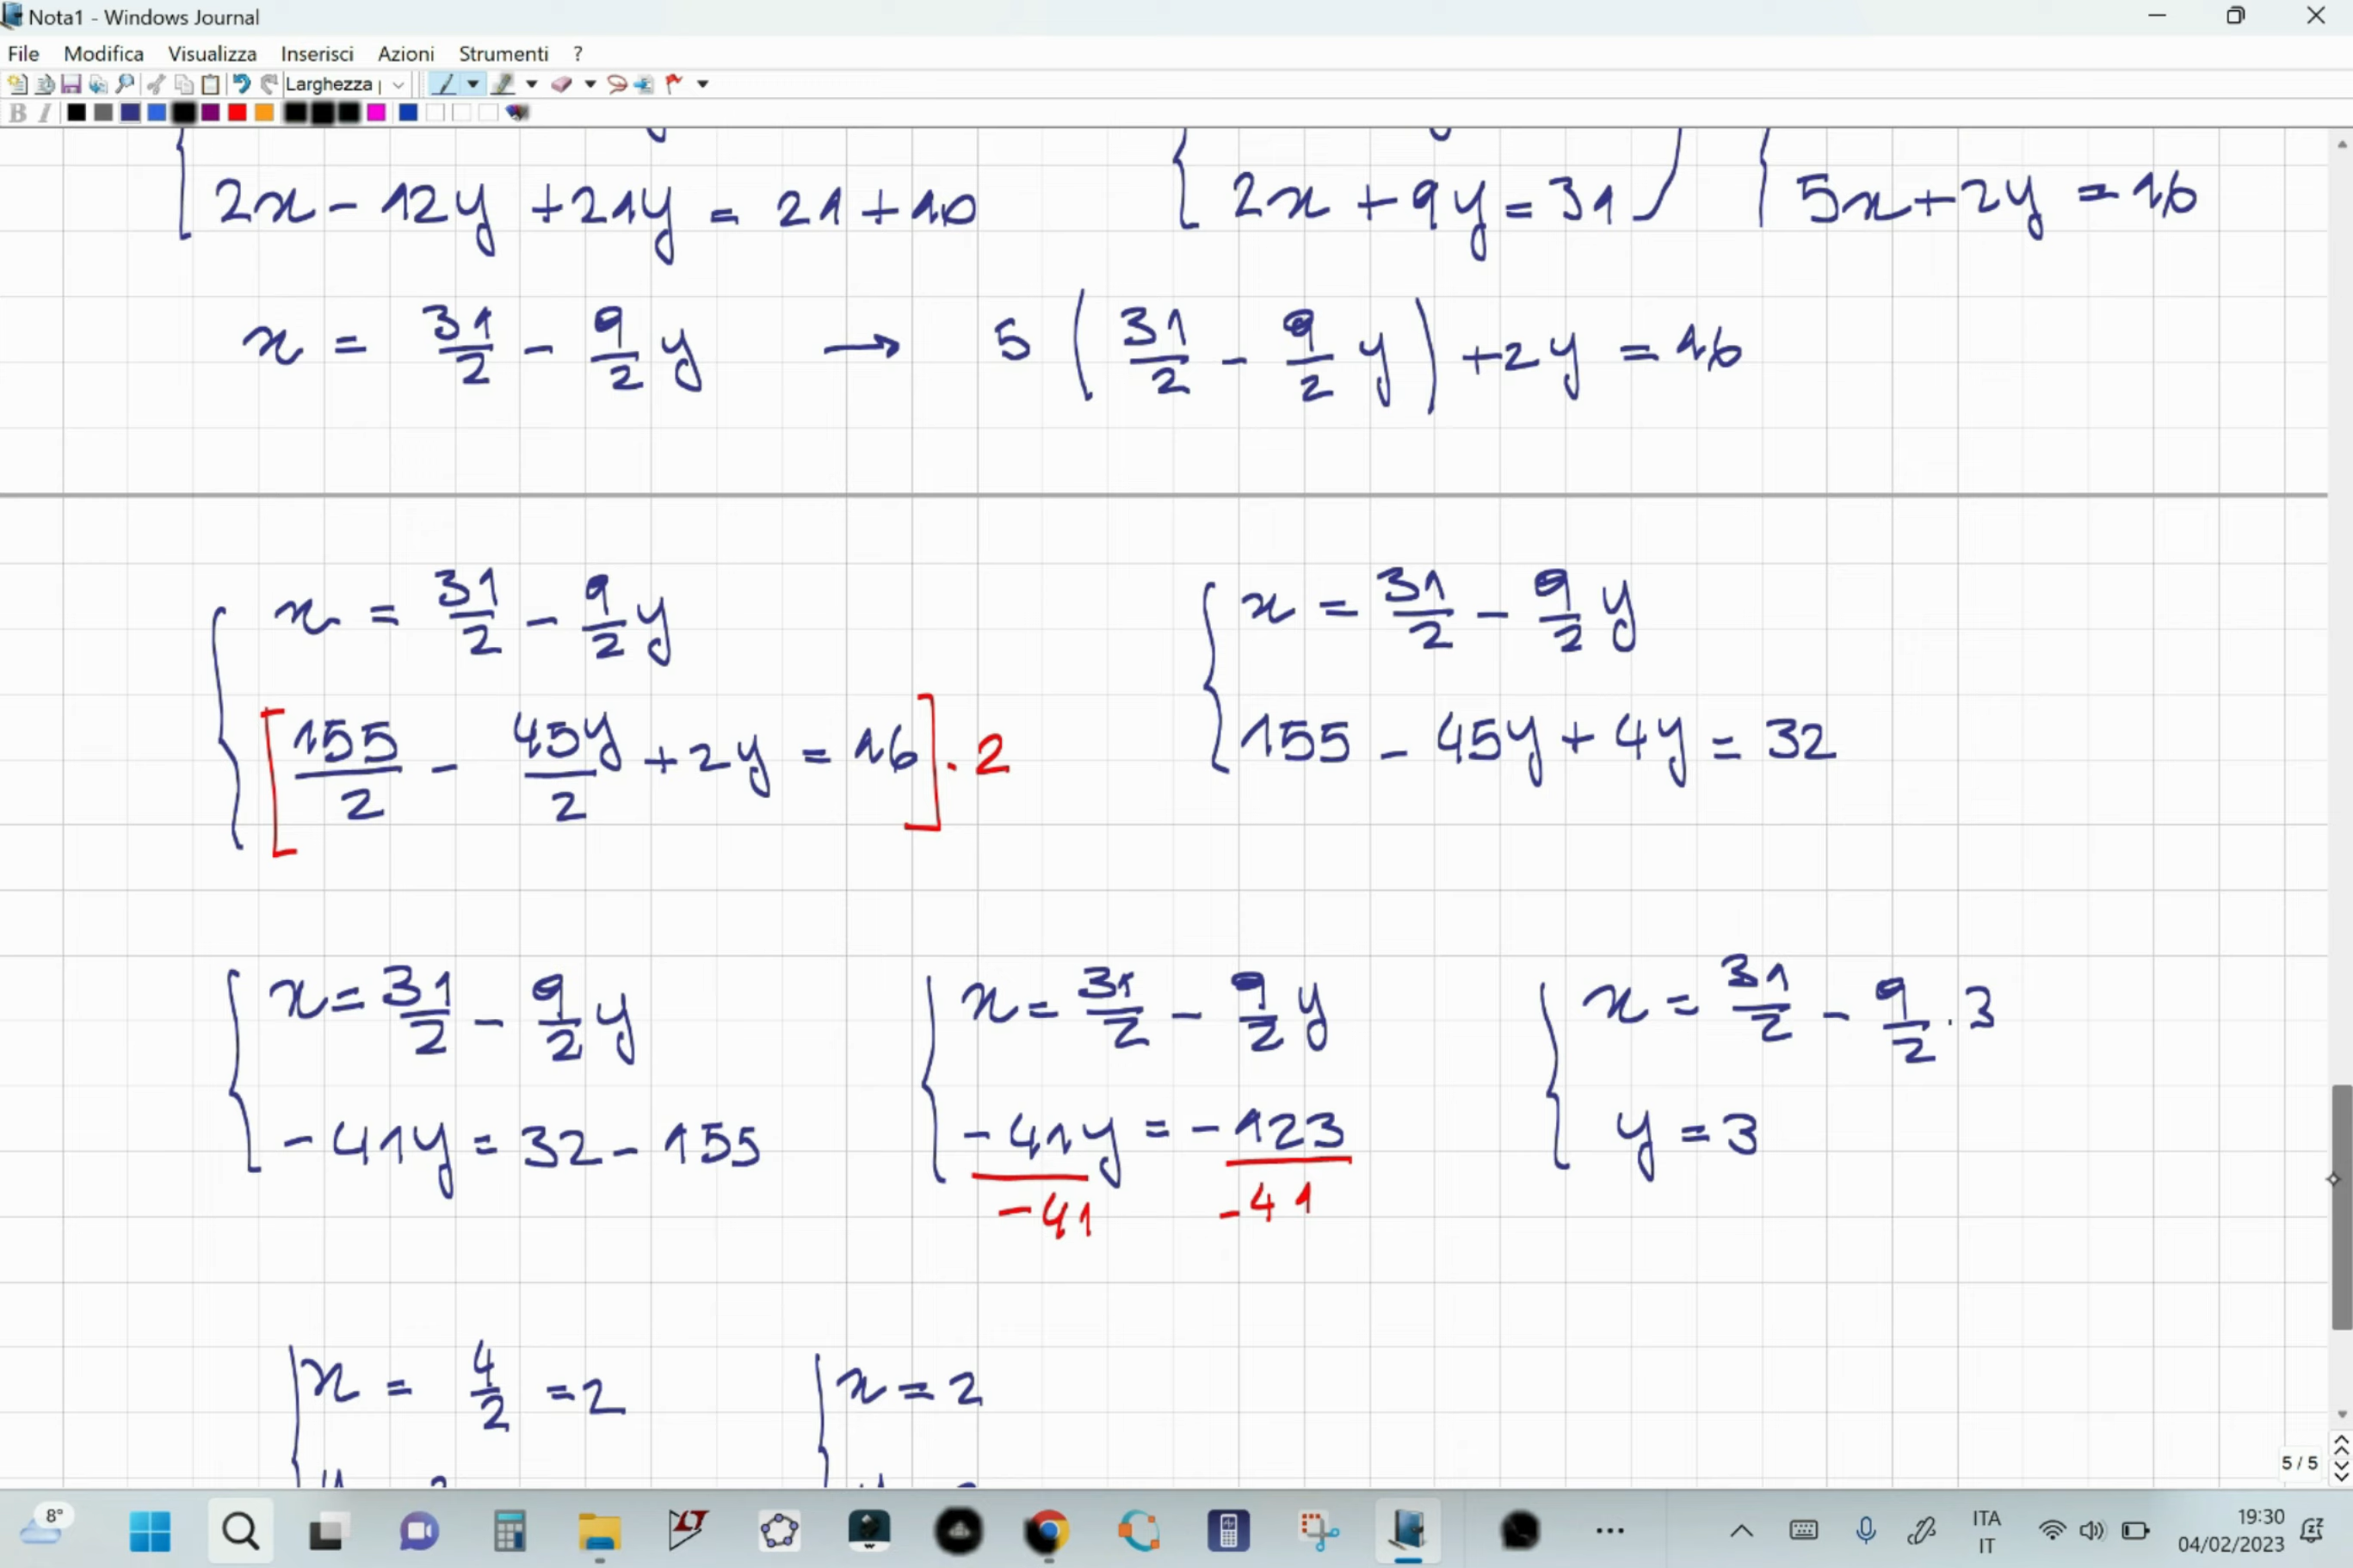 Nota1 - Windows Journal
File Modifica Visualizza Inserisci Azioni Strumenti ?
Larghezza
B I
2x - 12y + 21y = 21 + 10
2x + 9y = 31
5x + 2y = 16
x = 31/2 - 9/2 y → 5 (31/2 - 9/2 y) + 2y = 16
x = 31/2 - 9/2 y
x = 31/2 - 9/2 y
[155/2 - 45y/2 + 2y = 16] · 2
155 - 45y + 4y = 32
x = 31/2 - 9/2 y
x = 31/2 - 9/2 y
x = 31/2 - 9/2 · 3
-41y = 32 - 155
-41y = -123
y = 3
-41 -41
x = 4/2 = 2
x = 2
5 / 5
8°
LT
ITA
IT
19:30
04/02/2023